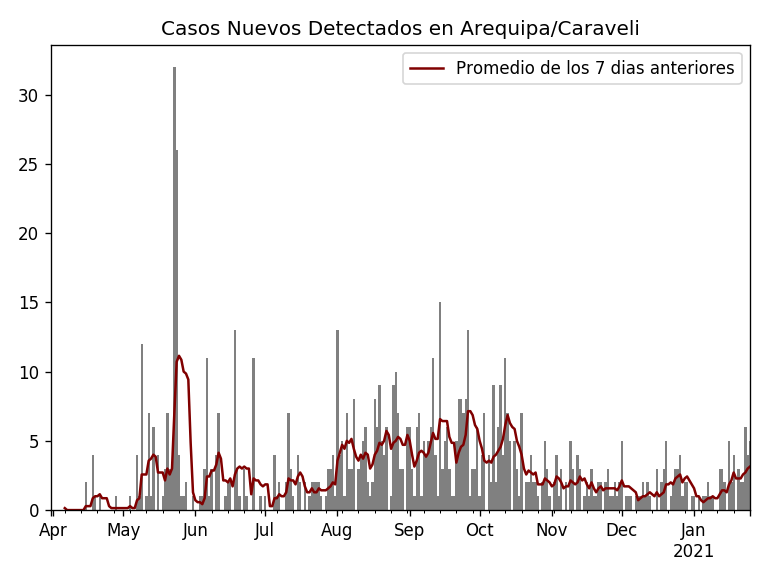 Casos Nuevos Detectados en Arequipa/Caraveli
Promedio de los 7 dias anteriores
30
25
20
15
10
5
0
Apr May Jun Jul Aug Sep Oct Nov Dec Jan
2021